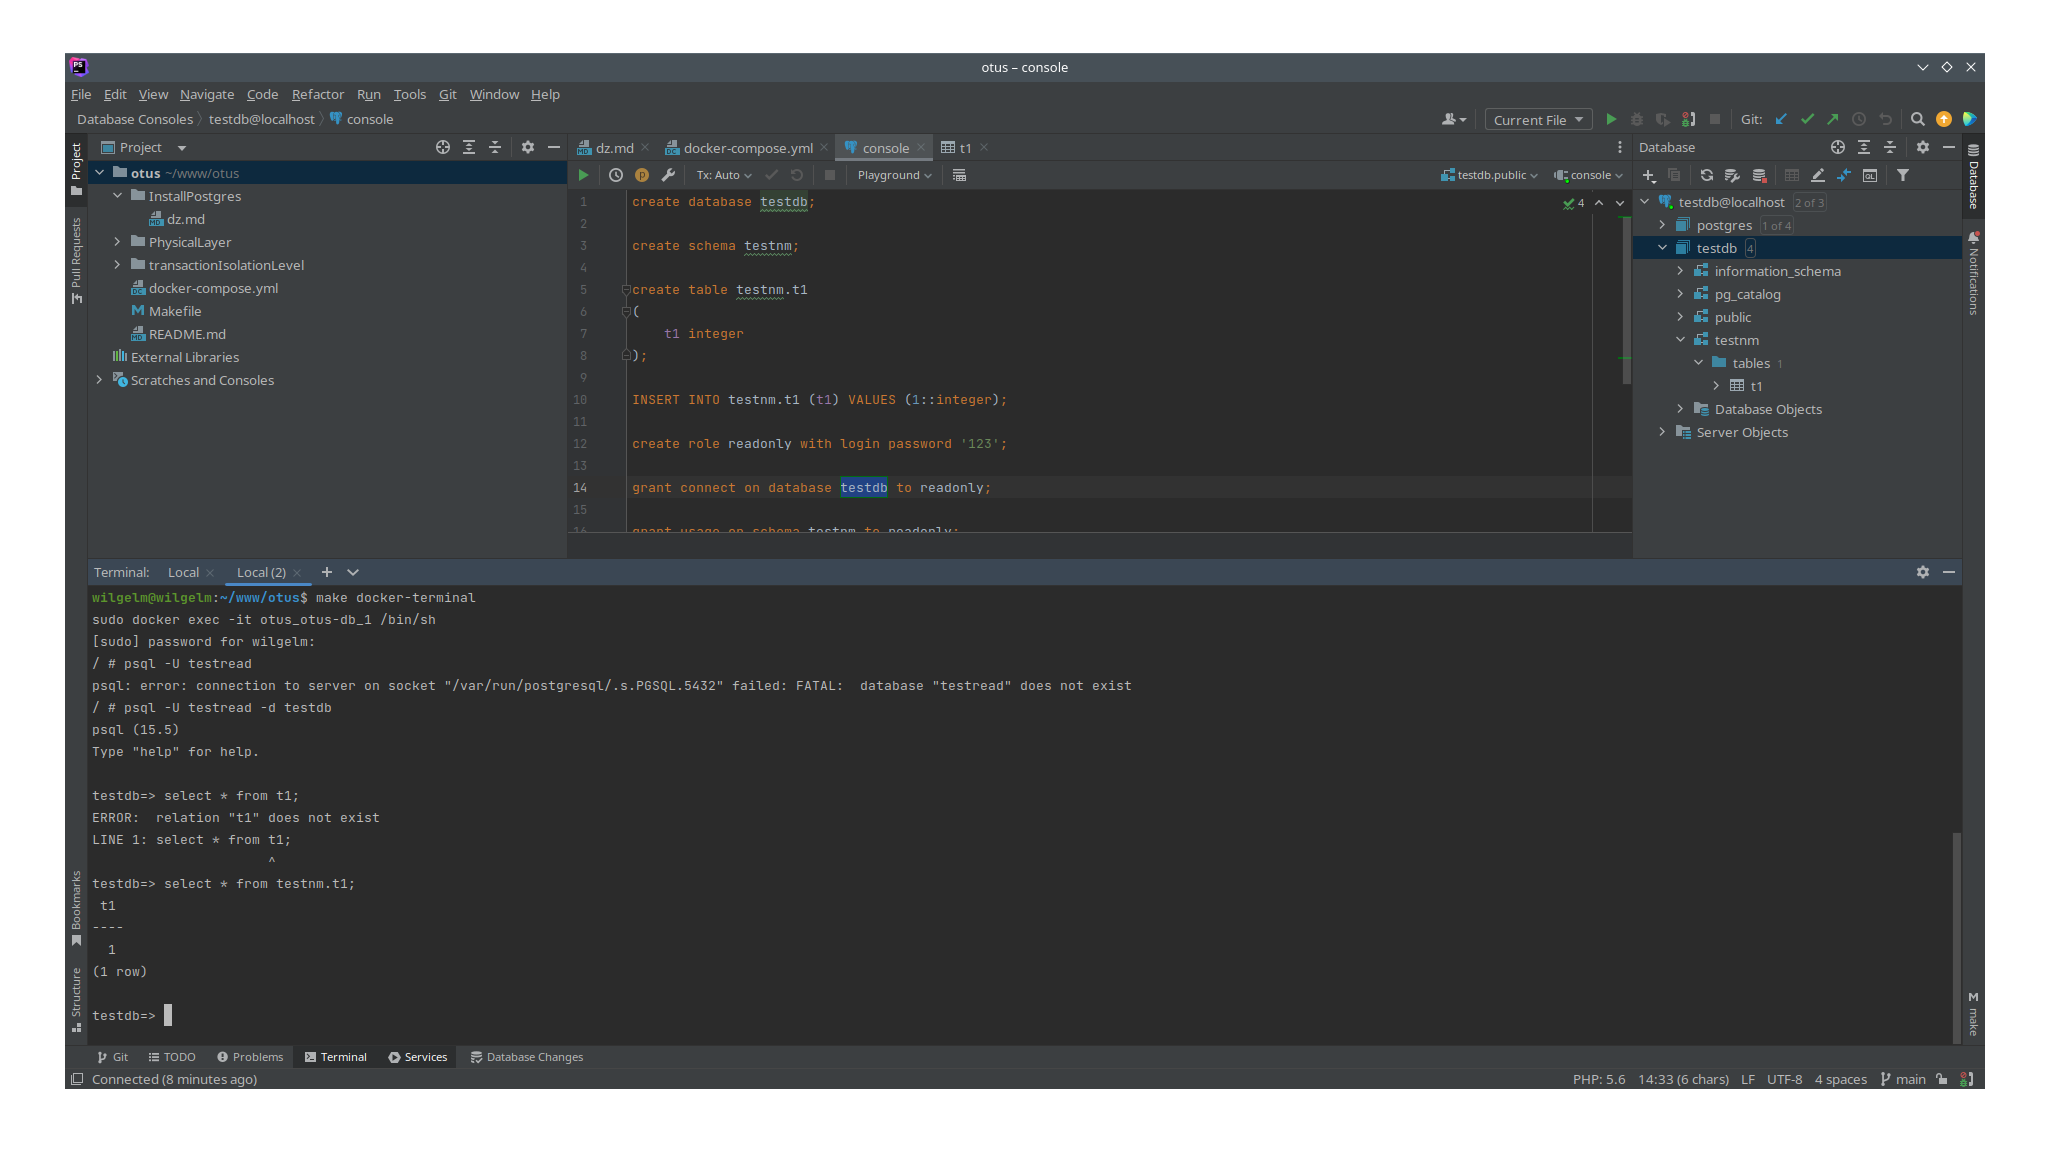 PS
otus – console
File Edit View Navigate Code Refactor Run Tools Git Window Help
Database Consoles testdb@localhost console
Current File
Git:
Project
dz.md
docker-compose.yml
console
t1
Database
otus ~/www/otus
InstallPostgres
dz.md
PhysicalLayer
transactionIsolationLevel
docker-compose.yml
Makefile
README.md
External Libraries
Scratches and Consoles
Project
Pull Requests
Bookmarks
Structure
Tx: Auto
Playground
testdb.public
console
4
1 create database testdb;
2
3 create schema testnm;
4
5 create table testnm.t1
6 (
7 t1 integer
8 );
9
10 INSERT INTO testnm.t1 (t1) VALUES (1::integer);
11
12 create role readonly with login password '123';
13
14 grant connect on database testdb to readonly;
15
16 grant usage on schema testnm to readonly;
testdb@localhost 2 of 3
postgres 1 of 4
testdb 4
information_schema
pg_catalog
public
testnm
tables 1
t1
Database Objects
Server Objects
Database
Notifications
make
Terminal: Local Local (2)
wilgelm@wilgelm:~/www/otus$ make docker-terminal
sudo docker exec -it otus_otus-db_1 /bin/sh
[sudo] password for wilgelm:
/ # psql -U testread
psql: error: connection to server on socket "/var/run/postgresql/.s.PGSQL.5432" failed: FATAL:  database "testread" does not exist
/ # psql -U testread -d testdb
psql (15.5)
Type "help" for help.
testdb=> select * from t1;
ERROR:  relation "t1" does not exist
LINE 1: select * from t1;
^
testdb=> select * from testnm.t1;
t1
----
1
(1 row)
testdb=>
Git TODO Problems Terminal Services Database Changes
Connected (8 minutes ago)
PHP: 5.6 14:33 (6 chars) LF UTF-8 4 spaces main